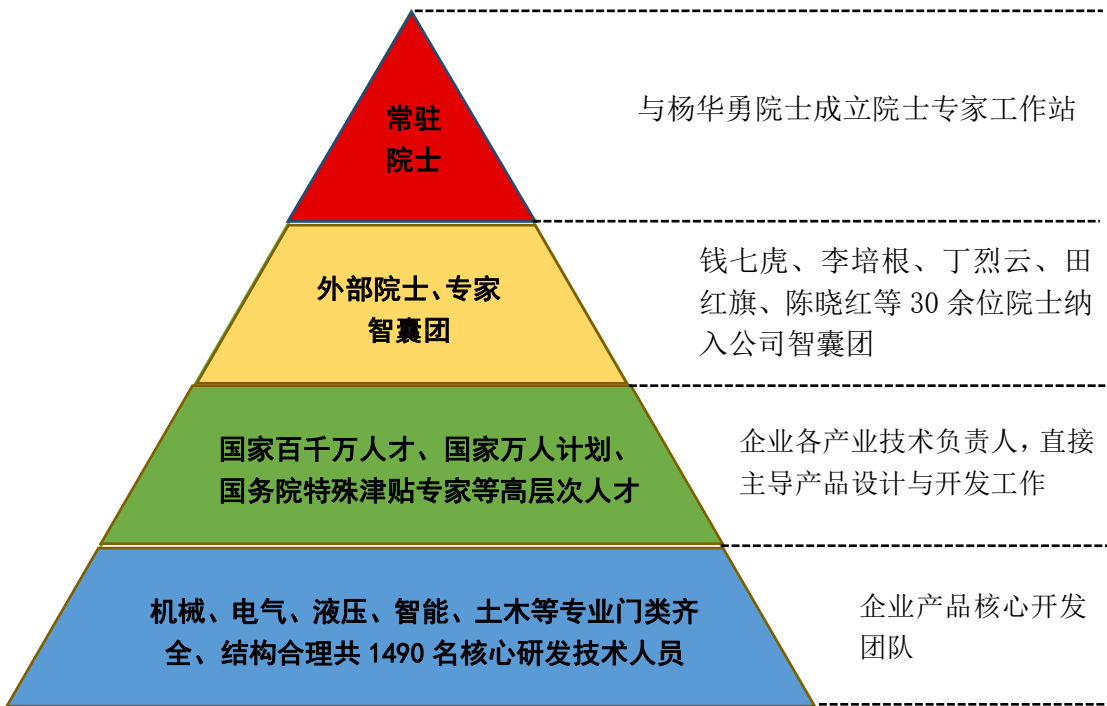 常驻
院士
与杨华勇院士成立院士专家工作站
外部院士、专家
智囊团
钱七虎、李培根、丁烈云、田
红旗、陈晓红等 30 余位院士纳
入公司智囊团
国家百千万人才、国家万人计划、
国务院特殊津贴专家等高层次人才
企业各产业技术负责人,直接
主导产品设计与开发工作
机械、电气、液压、智能、土木等专业门类齐
全、结构合理共 1490 名核心研发技术人员
企业产品核心开发
团队